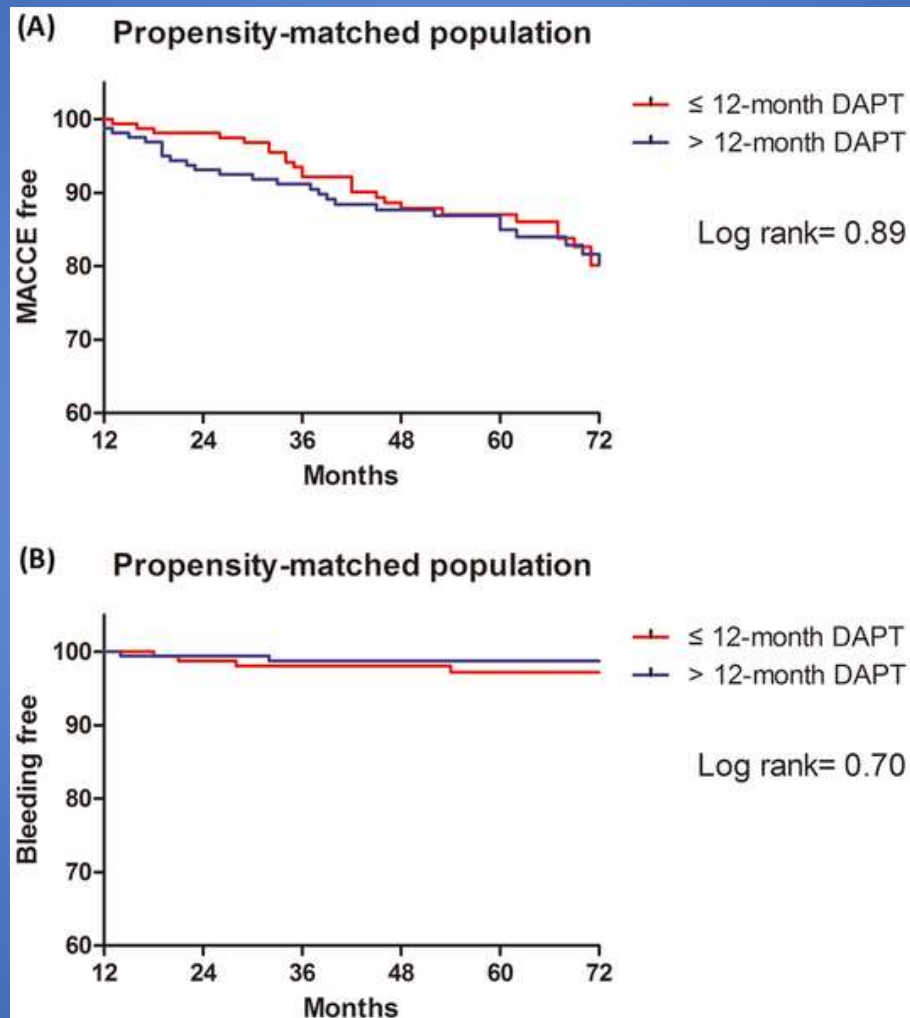 (A) Propensity-matched population
100
90
80
70
60
MACCE free
12 24 36 48 60 72
Months
≤ 12-month DAPT
> 12-month DAPT
Log rank= 0.89
(B) Propensity-matched population
100
90
80
70
60
Bleeding free
12 24 36 48 60 72
Months
≤ 12-month DAPT
> 12-month DAPT
Log rank= 0.70